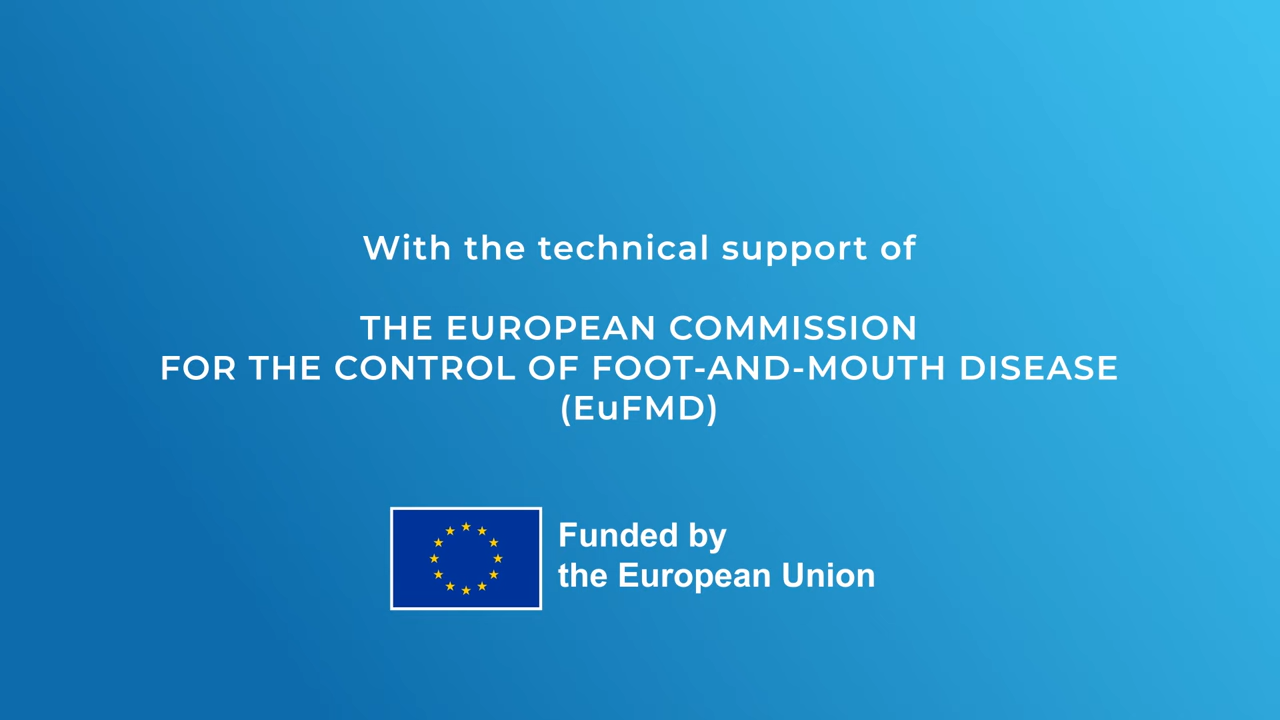 With the technical support of
THE EUROPEAN COMMISSION
FOR THE CONTROL OF FOOT-AND-MOUTH DISEASE
(EuFMD)
Funded by
the European Union